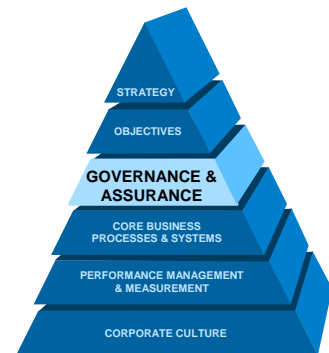 STRATEGY
OBJECTIVES
GOVERNANCE &
ASSURANCE
CORE BUSINESS
PROCESSES & SYSTEMS
PERFORMANCE MANAGEMENT
& MEASUREMENT
CORPORATE CULTURE